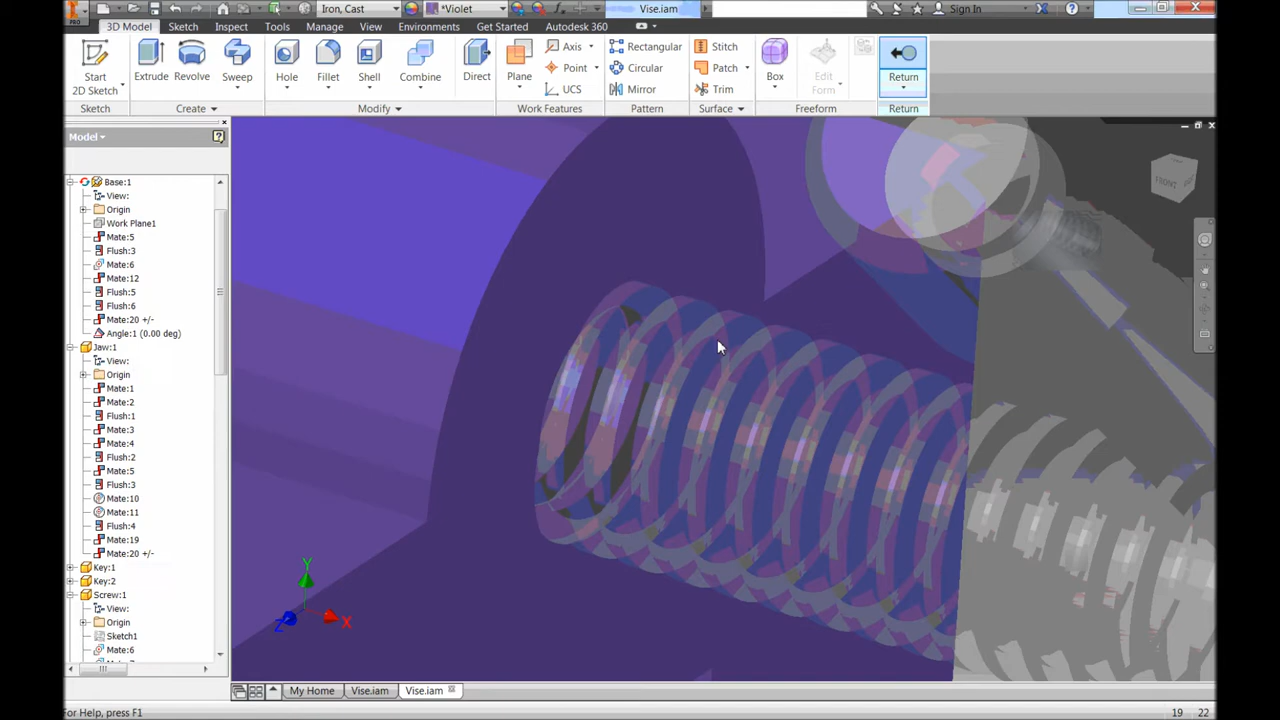 PRO Iron, Cast *Violet Vise.iam Sign In
3D Model Sketch Inspect Tools Manage View Environments Get Started Autodesk 360
Start 2D Sketch Extrude Revolve Sweep Hole Fillet Shell Combine Direct Plane Axis Point UCS Rectangular Circular Mirror Stitch Patch Trim Box Edit Form Return
Sketch Create Modify Work Features Pattern Surface Freeform Return
Model
Base:1
View:
Origin
Work Plane1
Mate:5
Flush:3
Mate:6
Mate:12
Flush:5
Flush:6
Mate:20 +/-
Angle:1 (0.00 deg)
Jaw:1
View:
Origin
Mate:1
Mate:2
Flush:1
Mate:3
Mate:4
Flush:2
Mate:5
Flush:3
Mate:10
Mate:11
Flush:4
Mate:19
Mate:20 +/-
Key:1
Key:2
Screw:1
View:
Origin
Sketch1
Mate:6
FRONT
Y
X
Z
My Home Vise.iam Vise.iam
For Help, press F1 19 22